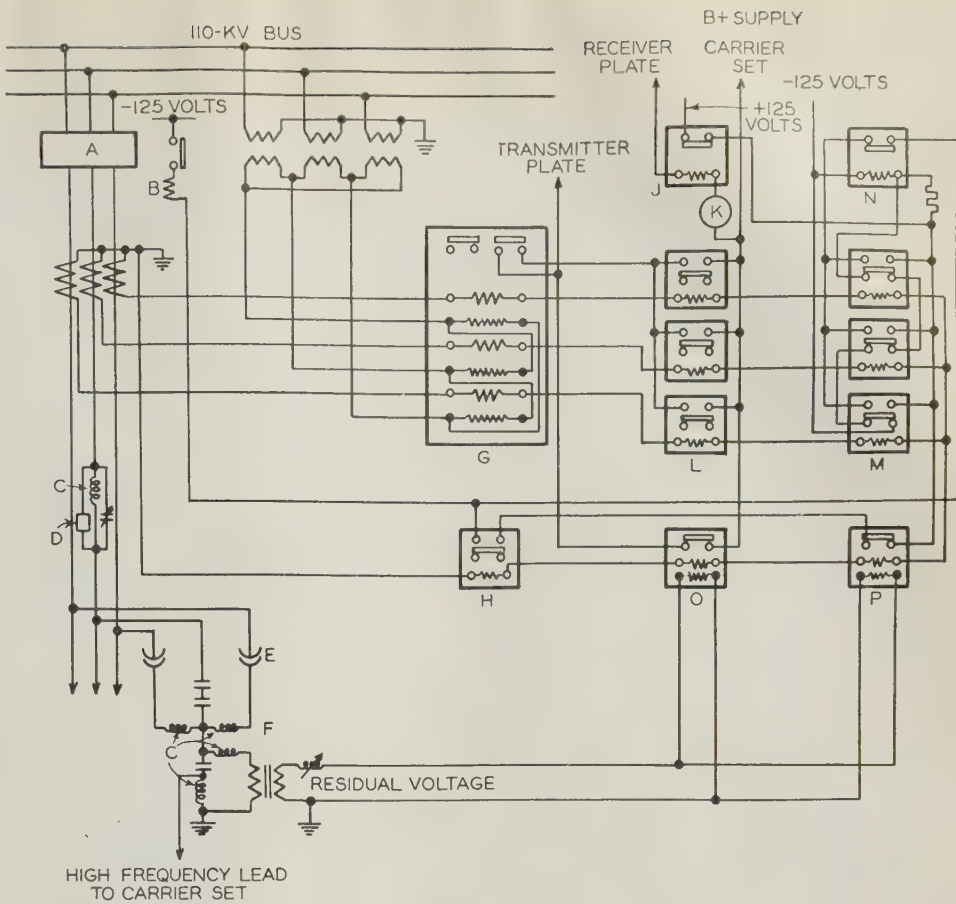 B+ SUPPLY
110-KV BUS
RECEIVER
PLATE
CARRIER
SET
-125 VOLTS
-125 VOLTS
+125
VOLTS
A
TRANSMITTER
PLATE
B
J
K
N
G
L
M
C
D
H
O
P
E
F
C
RESIDUAL VOLTAGE
HIGH FREQUENCY LEAD
TO CARRIER SET